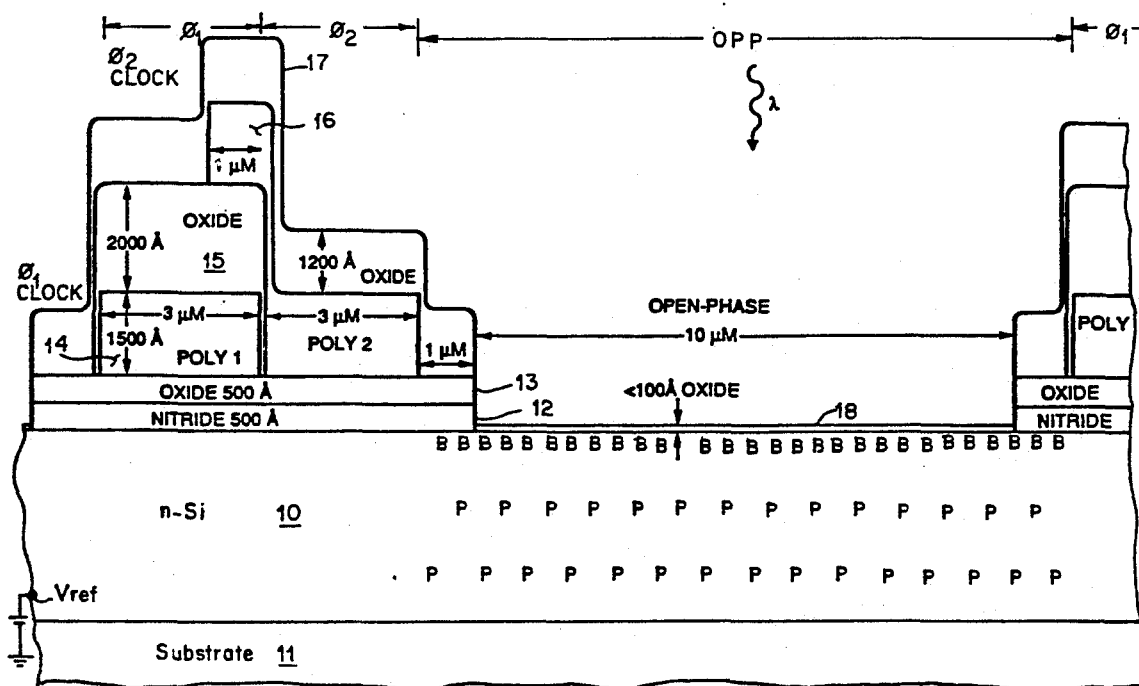 Ø1 Ø2 OPP Ø1
Ø2 CLOCK
17
λ
16
1 µM
OXIDE
2000 Å
15
1200 Å
OXIDE
Ø1 CLOCK
OPEN-PHASE
3 µM 3 µM 10 µM
14 1500 Å POLY 1 POLY 2 1 µM POLY
OXIDE 500 Å 13 <100Å OXIDE OXIDE
NITRIDE 500 Å 12 18 NITRIDE
B B B B B B B B B B B B B B B B B B B B B B B B B B B B
n-Si 10 P P P P P P P P P P P P P P
P P P P P P P P P P P P P P P
Vref
Substrate 11